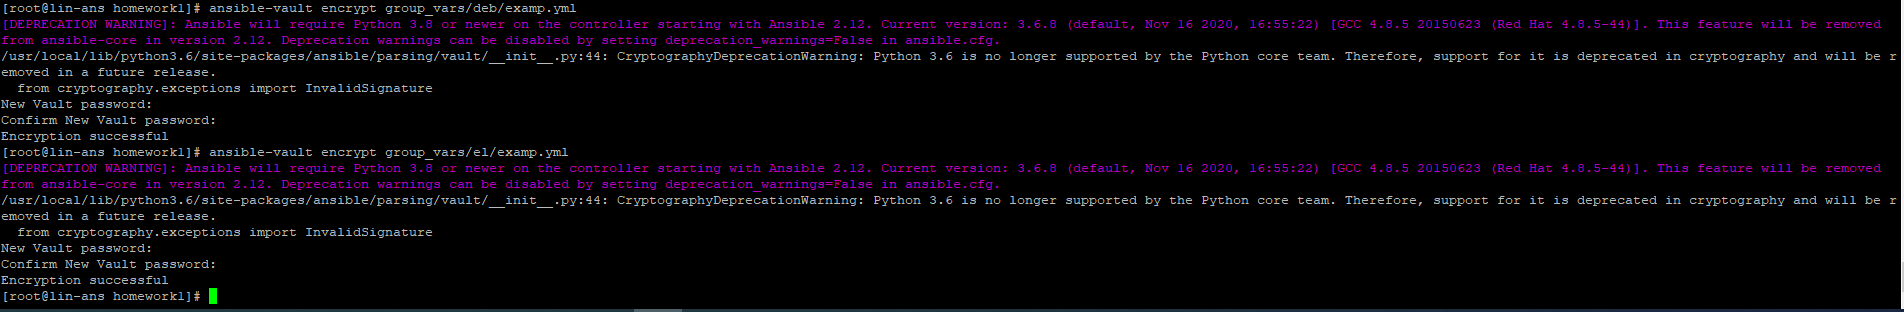 [root@lin-ans homework1]# ansible-vault encrypt group_vars/deb/examp.yml
[DEPRECATION WARNING]: Ansible will require Python 3.8 or newer on the controller starting with Ansible 2.12. Current version: 3.6.8 (default, Nov 16 2020, 16:55:22) [GCC 4.8.5 20150623 (Red Hat 4.8.5-44)]. This feature will be removed
from ansible-core in version 2.12. Deprecation warnings can be disabled by setting deprecation_warnings=False in ansible.cfg.
/usr/local/lib/python3.6/site-packages/ansible/parsing/vault/__init__.py:44: CryptographyDeprecationWarning: Python 3.6 is no longer supported by the Python core team. Therefore, support for it is deprecated in cryptography and will be r
emoved in a future release.
  from cryptography.exceptions import InvalidSignature
New Vault password:
Confirm New Vault password:
Encryption successful
[root@lin-ans homework1]# ansible-vault encrypt group_vars/el/examp.yml
[DEPRECATION WARNING]: Ansible will require Python 3.8 or newer on the controller starting with Ansible 2.12. Current version: 3.6.8 (default, Nov 16 2020, 16:55:22) [GCC 4.8.5 20150623 (Red Hat 4.8.5-44)]. This feature will be removed
from ansible-core in version 2.12. Deprecation warnings can be disabled by setting deprecation_warnings=False in ansible.cfg.
/usr/local/lib/python3.6/site-packages/ansible/parsing/vault/__init__.py:44: CryptographyDeprecationWarning: Python 3.6 is no longer supported by the Python core team. Therefore, support for it is deprecated in cryptography and will be r
emoved in a future release.
  from cryptography.exceptions import InvalidSignature
New Vault password:
Confirm New Vault password:
Encryption successful
[root@lin-ans homework1]#